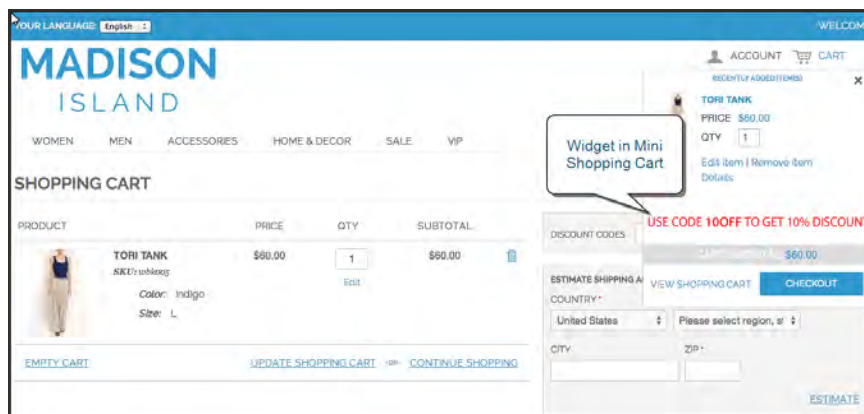 YOUR LANGUAGE: English
WELCOM
MADISON
ISLAND
ACCOUNT CART
RECENTLY ADDED ITEM(S) ×
TORI TANK
PRICE $60.00
QTY 1
Edit item | Remove item
Details
WOMEN MEN ACCESSORIES HOME & DECOR SALE VIP
Widget in Mini
Shopping Cart
SHOPPING CART
PRODUCT PRICE QTY SUBTOTAL
TORI TANK $60.00 1 $60.00
SKU: wbk003
Edit
Color: Indigo
Size: L
EMPTY CART UPDATE SHOPPING CART -or- CONTINUE SHOPPING
USE CODE 10OFF TO GET 10% DISCOUNT
DISCOUNT CODES
$60.00
VIEW SHOPPING CART CHECKOUT
ESTIMATE SHIPPING A
COUNTRY *
United States Please select region, s
CITY ZIP *
ESTIMATE